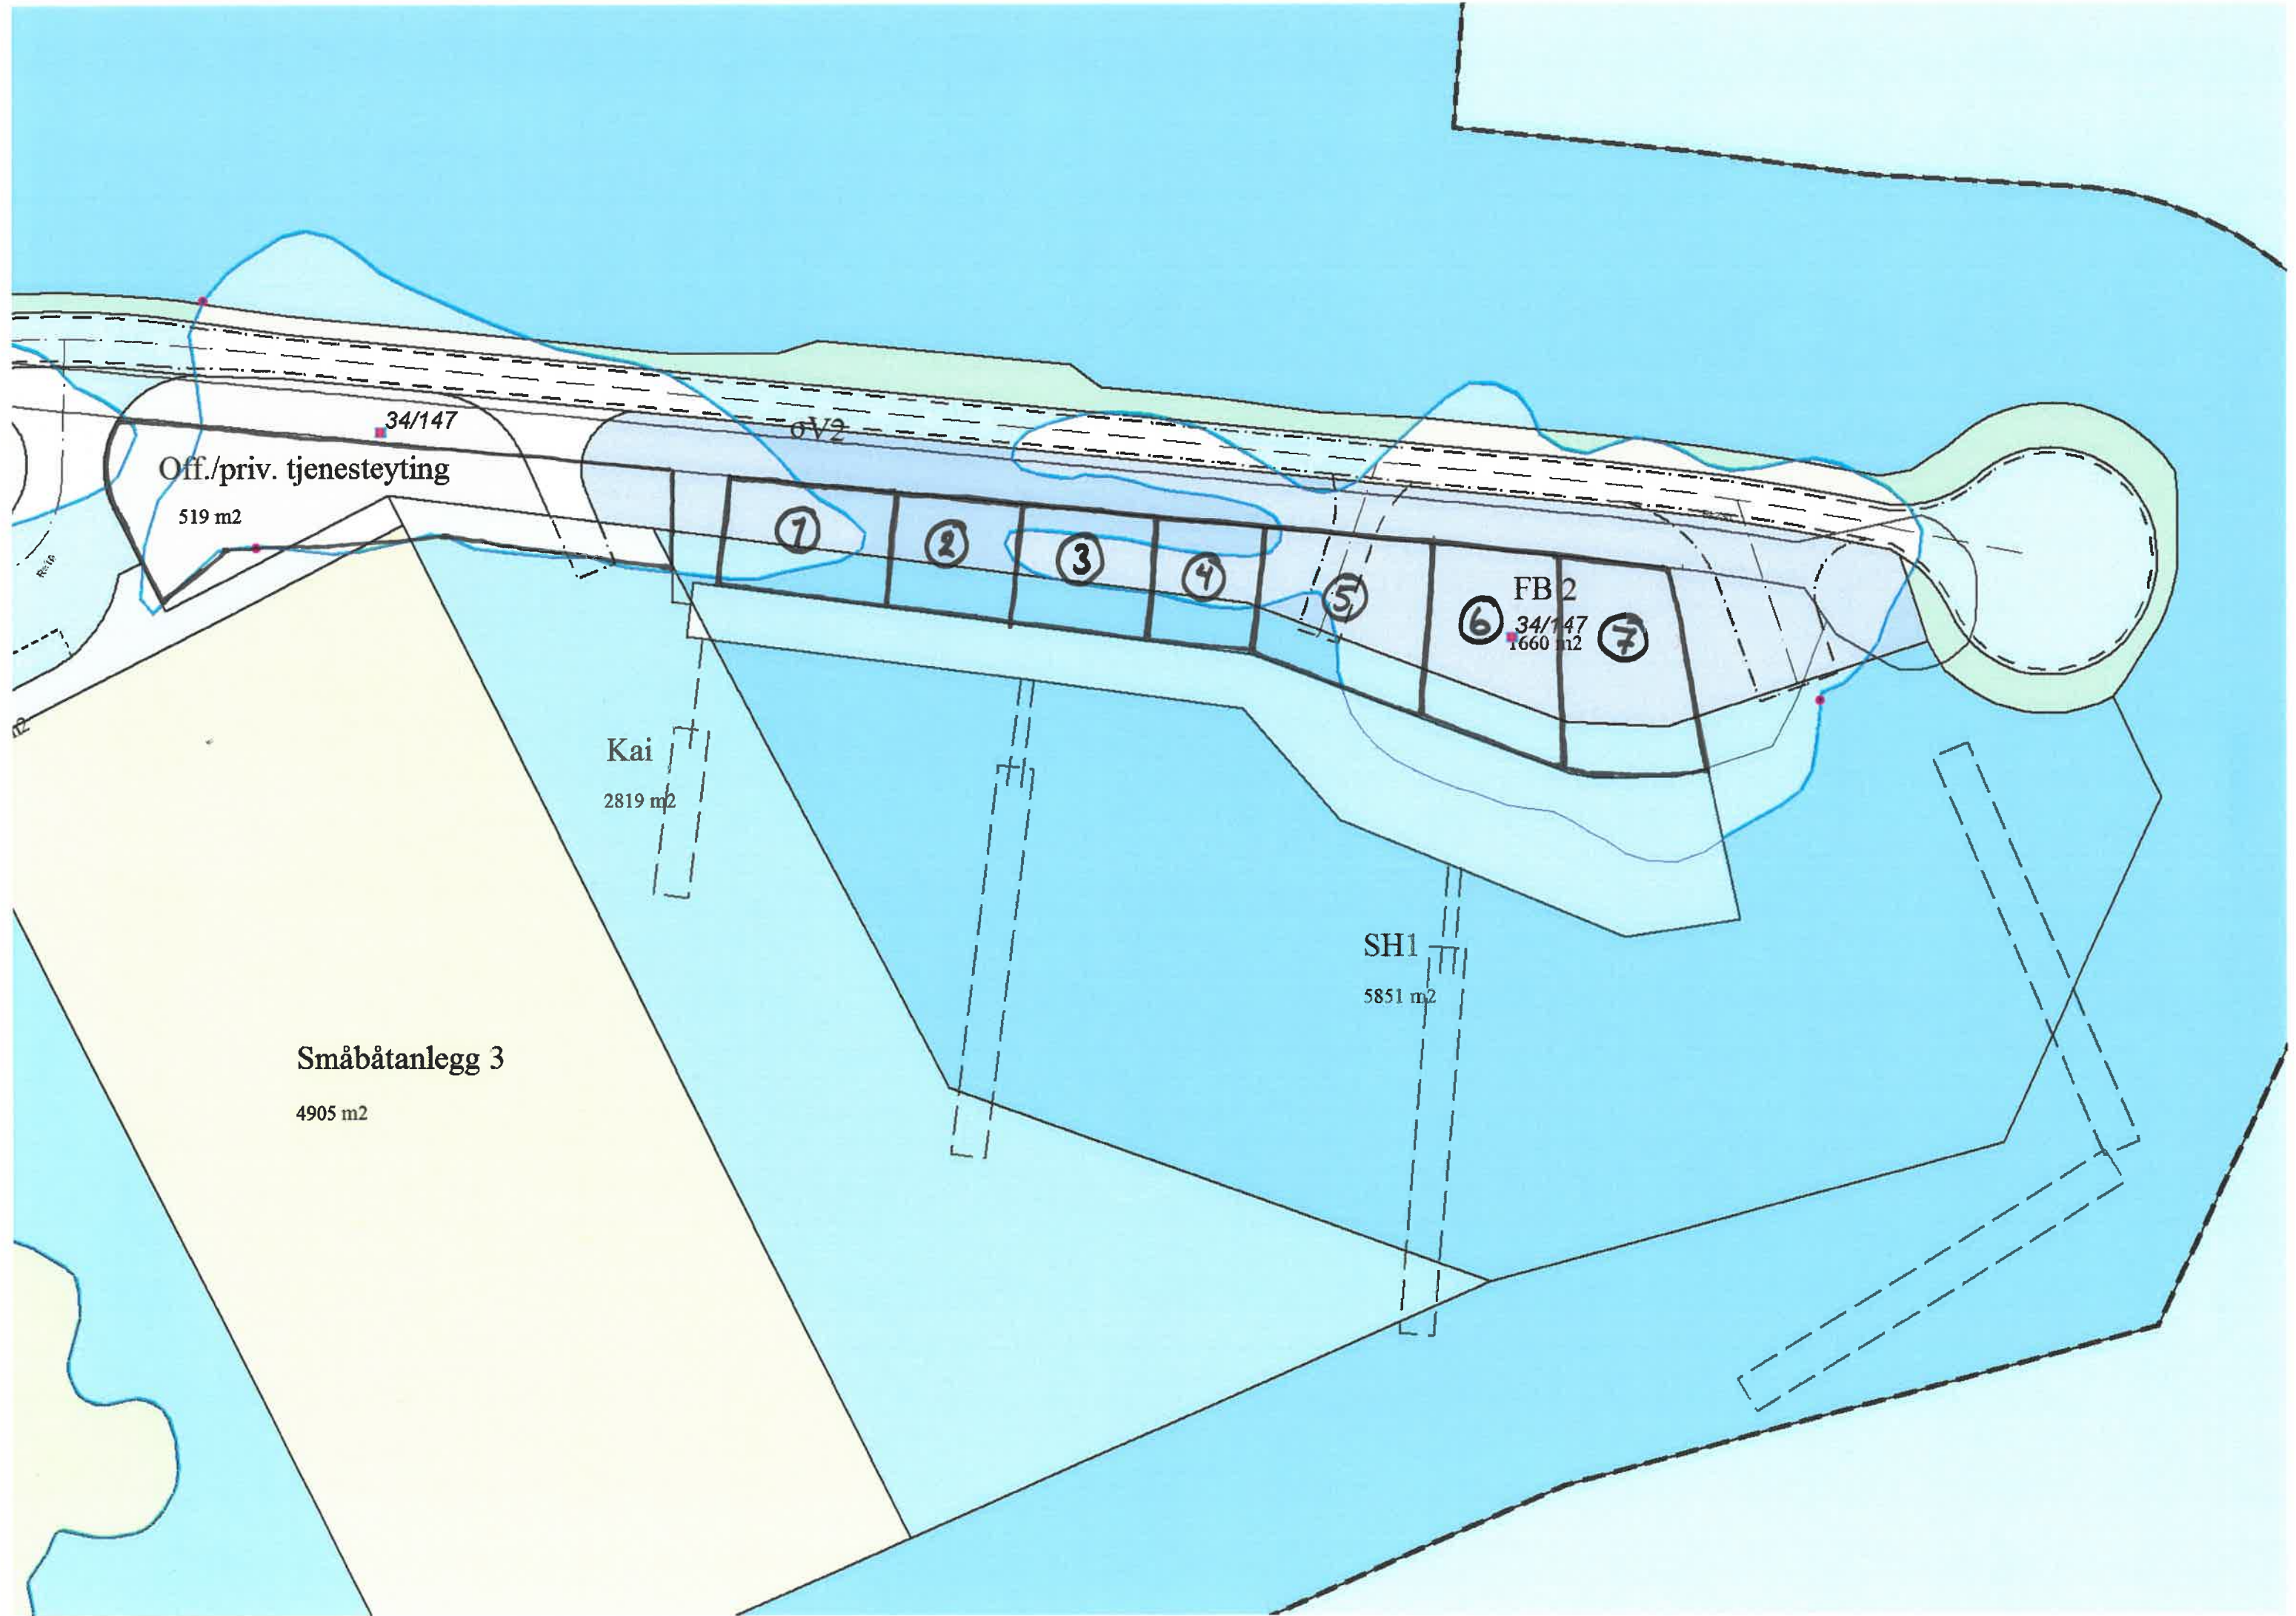 34/147
oV2
Off./priv. tjenesteyting
519 m2
1
2
3
4
5
6
7
FB 2
34/147
1660 m2
Kai
2819 m2
SH1
5851 m2
Småbåtanlegg 3
4905 m2